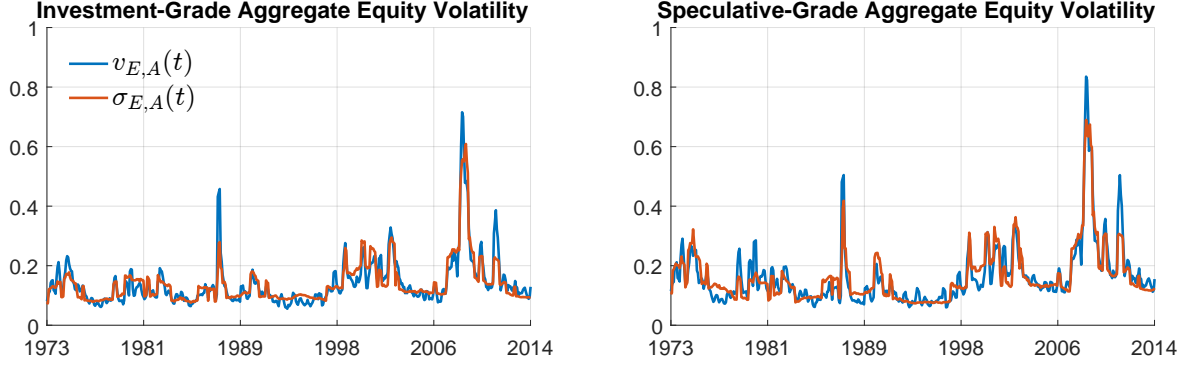 Investment-Grade Aggregate Equity Volatility
1
0.8
0.6
0.4
0.2
0
v_{E,A}(t)
σ_{E,A}(t)
1973 1981 1989 1998 2006 2014
Speculative-Grade Aggregate Equity Volatility
1
0.8
0.6
0.4
0.2
0
1973 1981 1989 1998 2006 2014